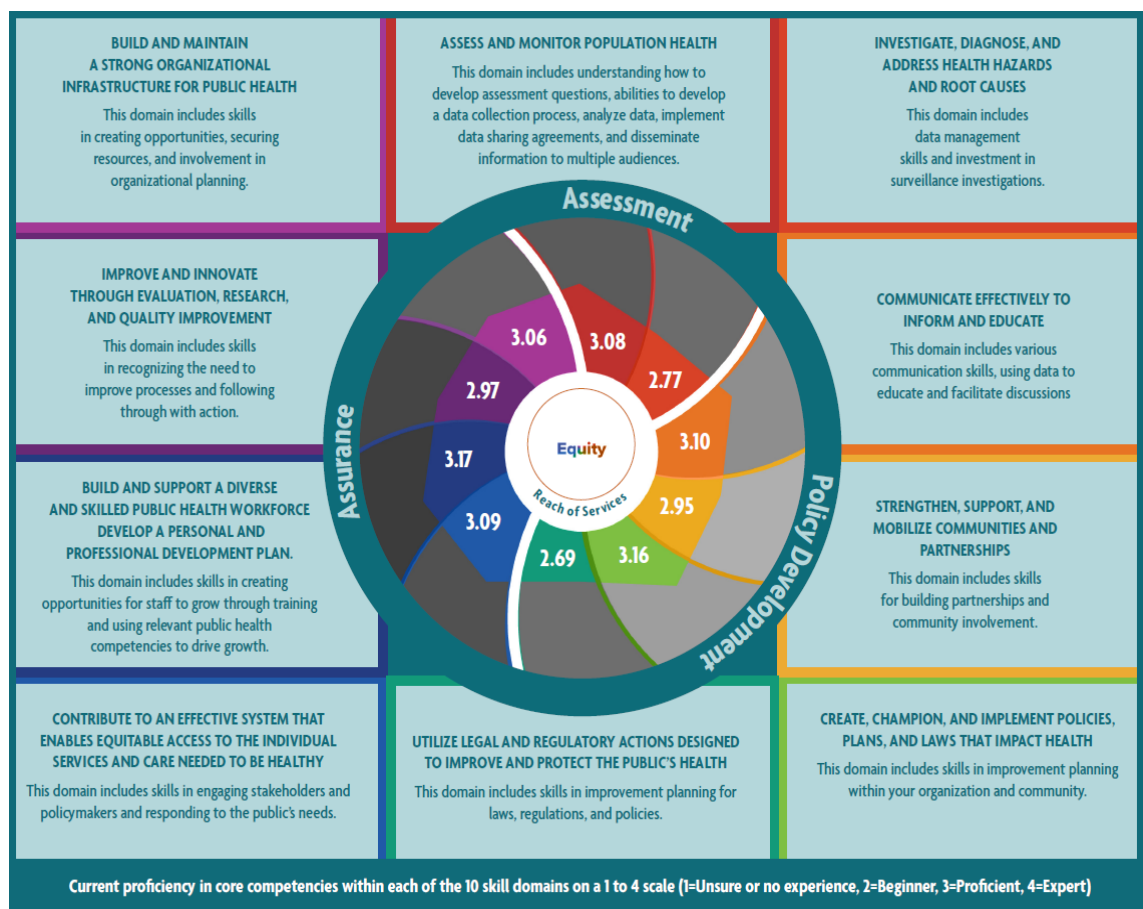 BUILD AND MAINTAIN
A STRONG ORGANIZATIONAL
INFRASTRUCTURE FOR PUBLIC HEALTH
This domain includes skills
in creating opportunities, securing
resources, and involvement in
organizational planning.
ASSESS AND MONITOR POPULATION HEALTH
This domain includes understanding how to
develop assessment questions, abilities to develop
a data collection process, analyze data, implement
data sharing agreements, and disseminate
information to multiple audiences.
INVESTIGATE, DIAGNOSE, AND
ADDRESS HEALTH HAZARDS
AND ROOT CAUSES
This domain includes
data management
skills and investment in
surveillance investigations.
IMPROVE AND INNOVATE
THROUGH EVALUATION, RESEARCH,
AND QUALITY IMPROVEMENT
This domain includes skills
in recognizing the need to
improve processes and following
through with action.
COMMUNICATE EFFECTIVELY TO
INFORM AND EDUCATE
This domain includes various
communication skills, using data to
educate and facilitate discussions
BUILD AND SUPPORT A DIVERSE
AND SKILLED PUBLIC HEALTH WORKFORCE
DEVELOP A PERSONAL AND
PROFESSIONAL DEVELOPMENT PLAN.
This domain includes skills in creating
opportunities for staff to grow through training
and using relevant public health
competencies to drive growth.
STRENGTHEN, SUPPORT, AND
MOBILIZE COMMUNITIES AND
PARTNERSHIPS
This domain includes skills
for building partnerships and
community involvement.
CONTRIBUTE TO AN EFFECTIVE SYSTEM THAT
ENABLES EQUITABLE ACCESS TO THE INDIVIDUAL
SERVICES AND CARE NEEDED TO BE HEALTHY
This domain includes skills in engaging stakeholders and
policymakers and responding to the public's needs.
UTILIZE LEGAL AND REGULATORY ACTIONS DESIGNED
TO IMPROVE AND PROTECT THE PUBLIC'S HEALTH
This domain includes skills in improvement planning for
laws, regulations, and policies.
CREATE, CHAMPION, AND IMPLEMENT POLICIES,
PLANS, AND LAWS THAT IMPACT HEALTH
This domain includes skills in improvement planning
within your organization and community.
Assessment
Policy Development
Assurance
3.06
3.08
2.77
2.97
3.10
3.17
2.95
3.09
2.69
3.16
Equity
Reach of Services
Current proficiency in core competencies within each of the 10 skill domains on a 1 to 4 scale (1=Unsure or no experience, 2=Beginner, 3=Proficient, 4=Expert)